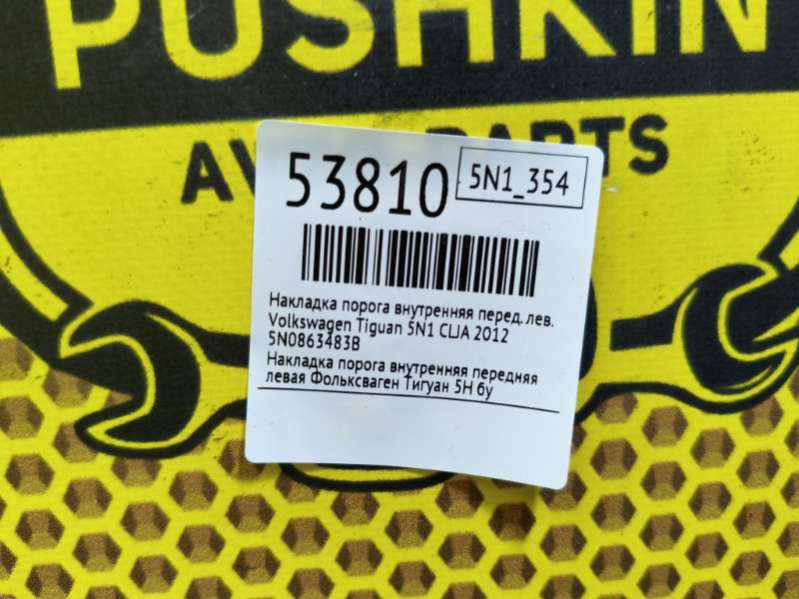 PUSHKIN
PARTS
53810
5N1_354
Накладка порога внутренняя перед. лев.
Volkswagen Tiguan 5N1 CLJA 2012
5N0863483B
Накладка порога внутренняя передняя
левая Фольксваген Тигуан 5Н бу